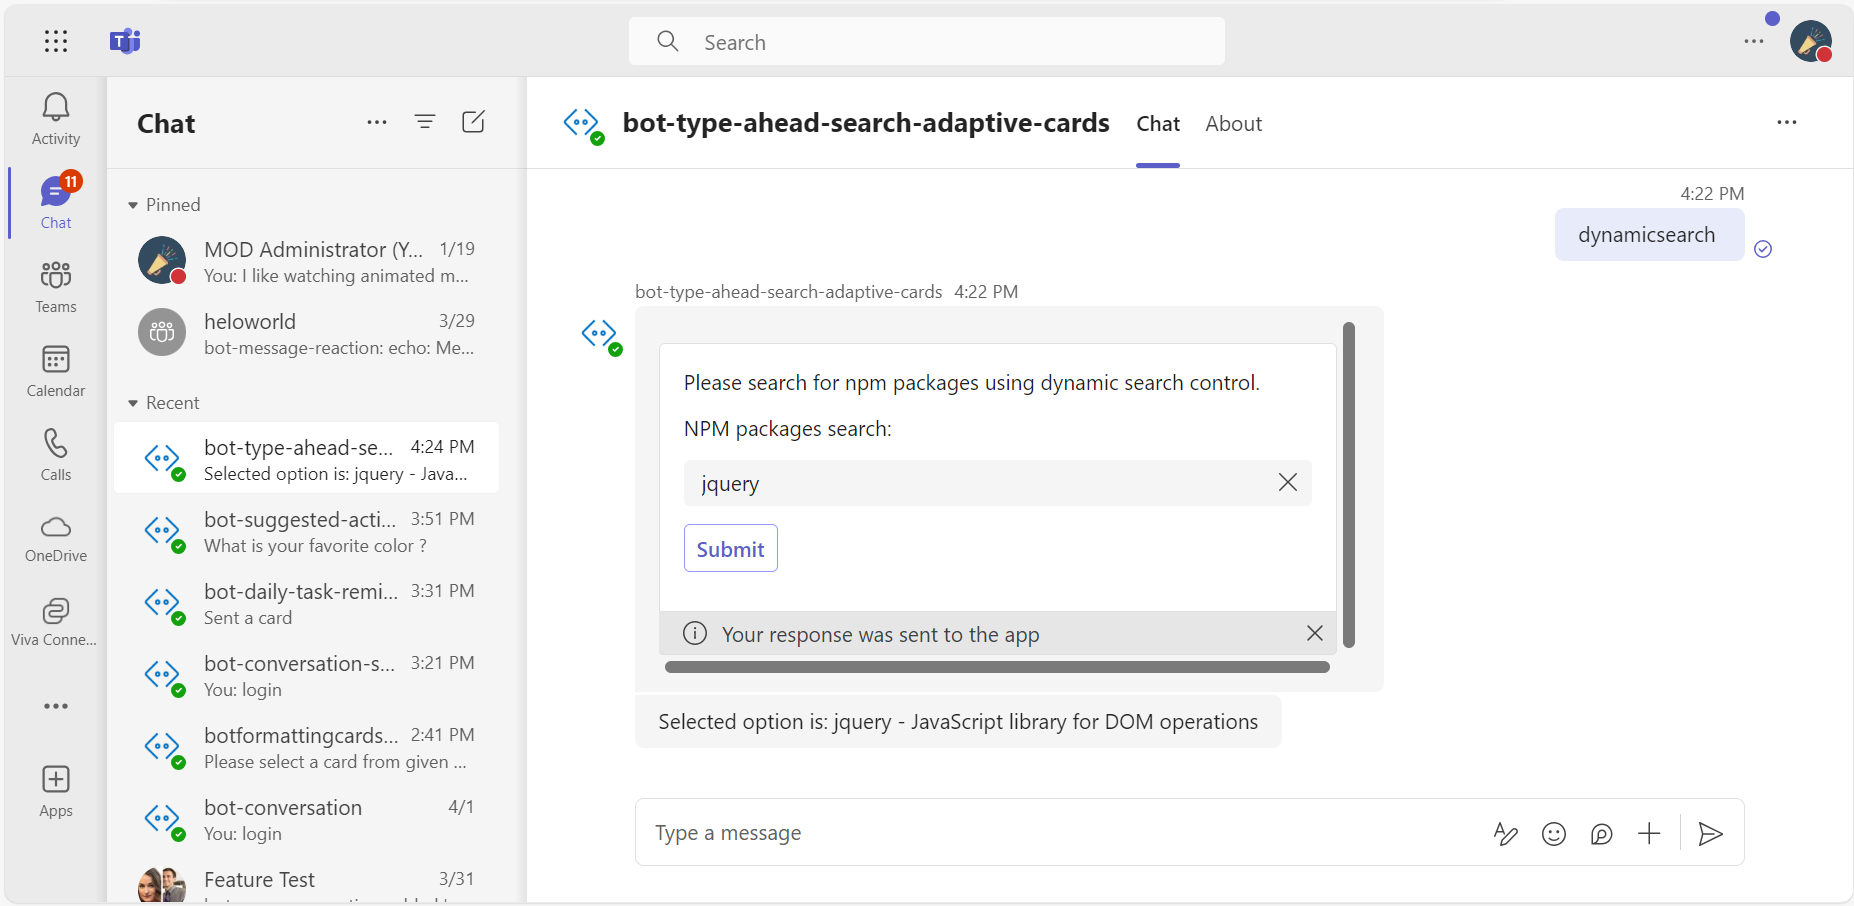 Search
Activity
11
Chat
Teams
Calendar
Calls
OneDrive
Viva Conne...
Apps
Chat
Pinned
MOD Administrator (Y... 1/19
You: I like watching animated m...
heloworld 3/29
bot-message-reaction: echo: Me...
Recent
bot-type-ahead-se... 4:24 PM
Selected option is: jquery - Java...
bot-suggested-acti... 3:51 PM
What is your favorite color ?
bot-daily-task-remi... 3:31 PM
Sent a card
bot-conversation-s... 3:21 PM
You: login
botformattingcards... 2:41 PM
Please select a card from given ...
bot-conversation 4/1
You: login
Feature Test 3/31
bot-type-ahead-search-adaptive-cards Chat About
4:22 PM
dynamicsearch
bot-type-ahead-search-adaptive-cards 4:22 PM
Please search for npm packages using dynamic search control.
NPM packages search:
jquery
Submit
Your response was sent to the app
Selected option is: jquery - JavaScript library for DOM operations
Type a message